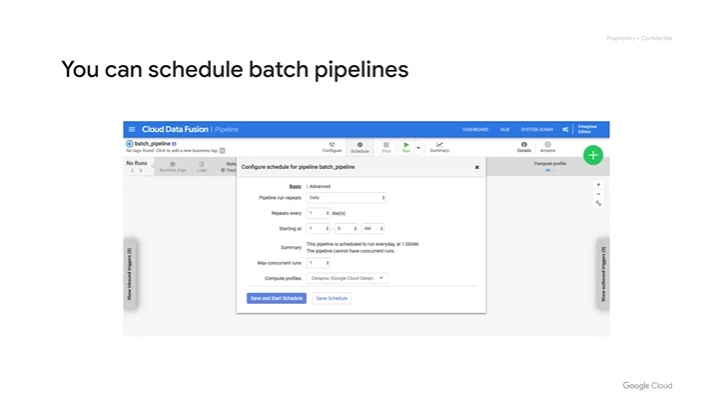 Proprietary + Confidential
You can schedule batch pipelines
Cloud Data Fusion | Pipeline
DASHBOARD HUB SYSTEM ADMIN Enterprise Edition
batch_pipeline
No tags found. Click to add a new business tag.
Configure Schedule Stop Run Summary Details Actions
No Runs
Runtime Args Logs
Compute profile
Configure schedule for pipeline batch_pipeline
Basic | Advanced
Pipeline run repeats Daily
Repeats every 1 day(s)
Starting at 1 : 0 AM
Summary This pipeline is scheduled to run everyday, at 1:00AM.
The pipeline cannot have concurrent runs.
Max concurrent runs 1
Compute profiles Dataproc (Google Cloud Datapr...
Save and Start Schedule Save Schedule
Show inbound triggers (0)
Show outbound triggers (0)
Google Cloud